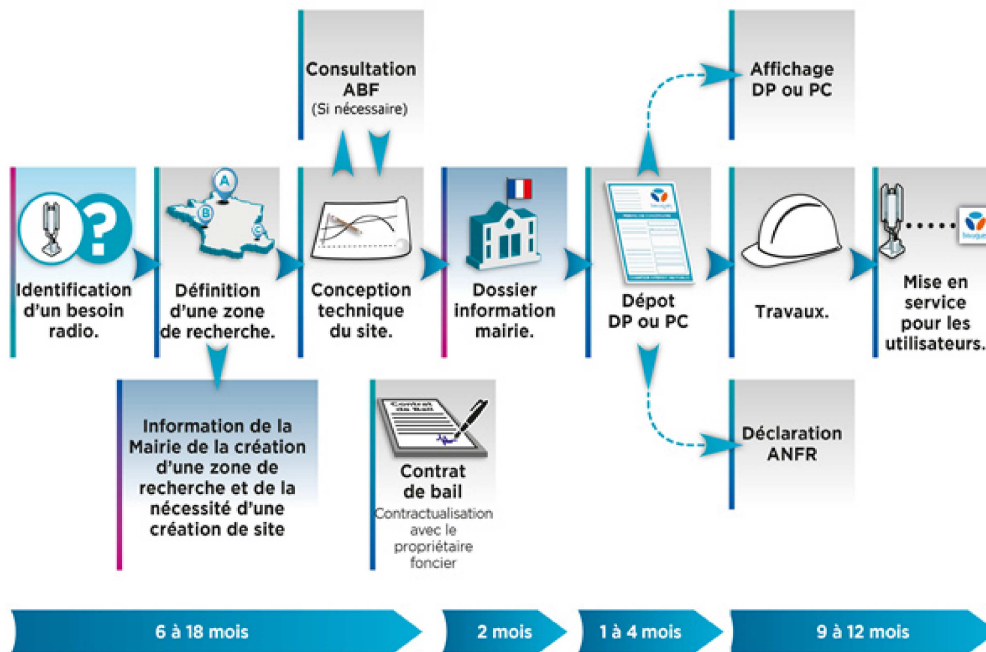 Consultation
ABF
(Si nécessaire)
Affichage
DP ou PC
A
B
C
?
Identification
d'un besoin
radio.
Définition
d'une zone
de recherche.
Conception
technique
du site.
Dossier
information
mairie.
Dépot
DP ou PC
Travaux.
Mise en
service
pour les
utilisateurs.
Information de la
Mairie de la création
d'une zone de
recherche et de la
nécessité d'une
création de site
Contrat
de Bail
Contrat
de bail
Contractualisation
avec le
propriétaire
foncier
Déclaration
ANFR
6 à 18 mois
2 mois
1 à 4 mois
9 à 12 mois